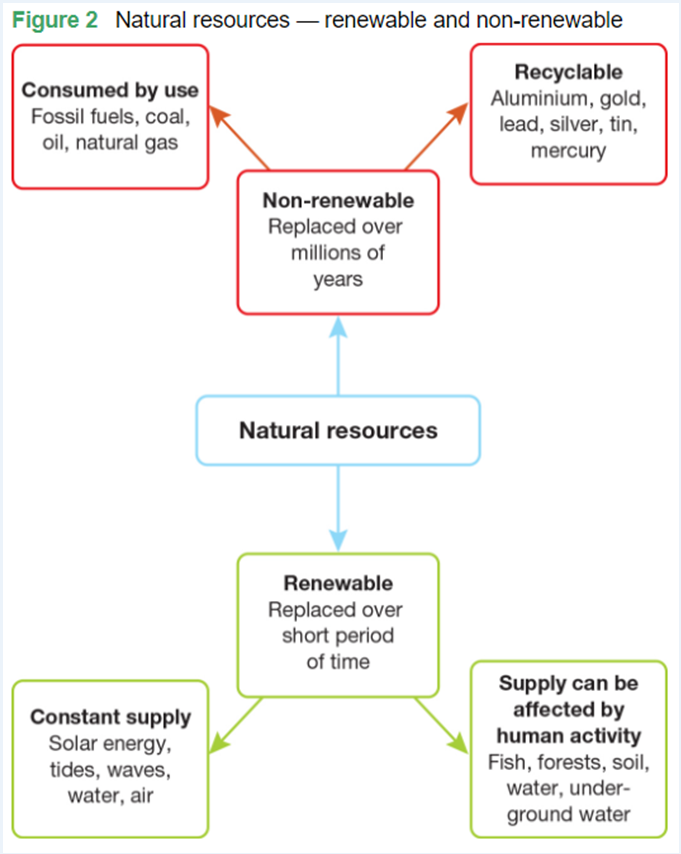 Figure 2 Natural resources — renewable and non-renewable
Consumed by use
Fossil fuels, coal,
oil, natural gas
Recyclable
Aluminium, gold,
lead, silver, tin,
mercury
Non-renewable
Replaced over
millions of
years
Natural resources
Renewable
Replaced over
short period
of time
Constant supply
Solar energy,
tides, waves,
water, air
Supply can be
affected by
human activity
Fish, forests, soil,
water, under-
ground water